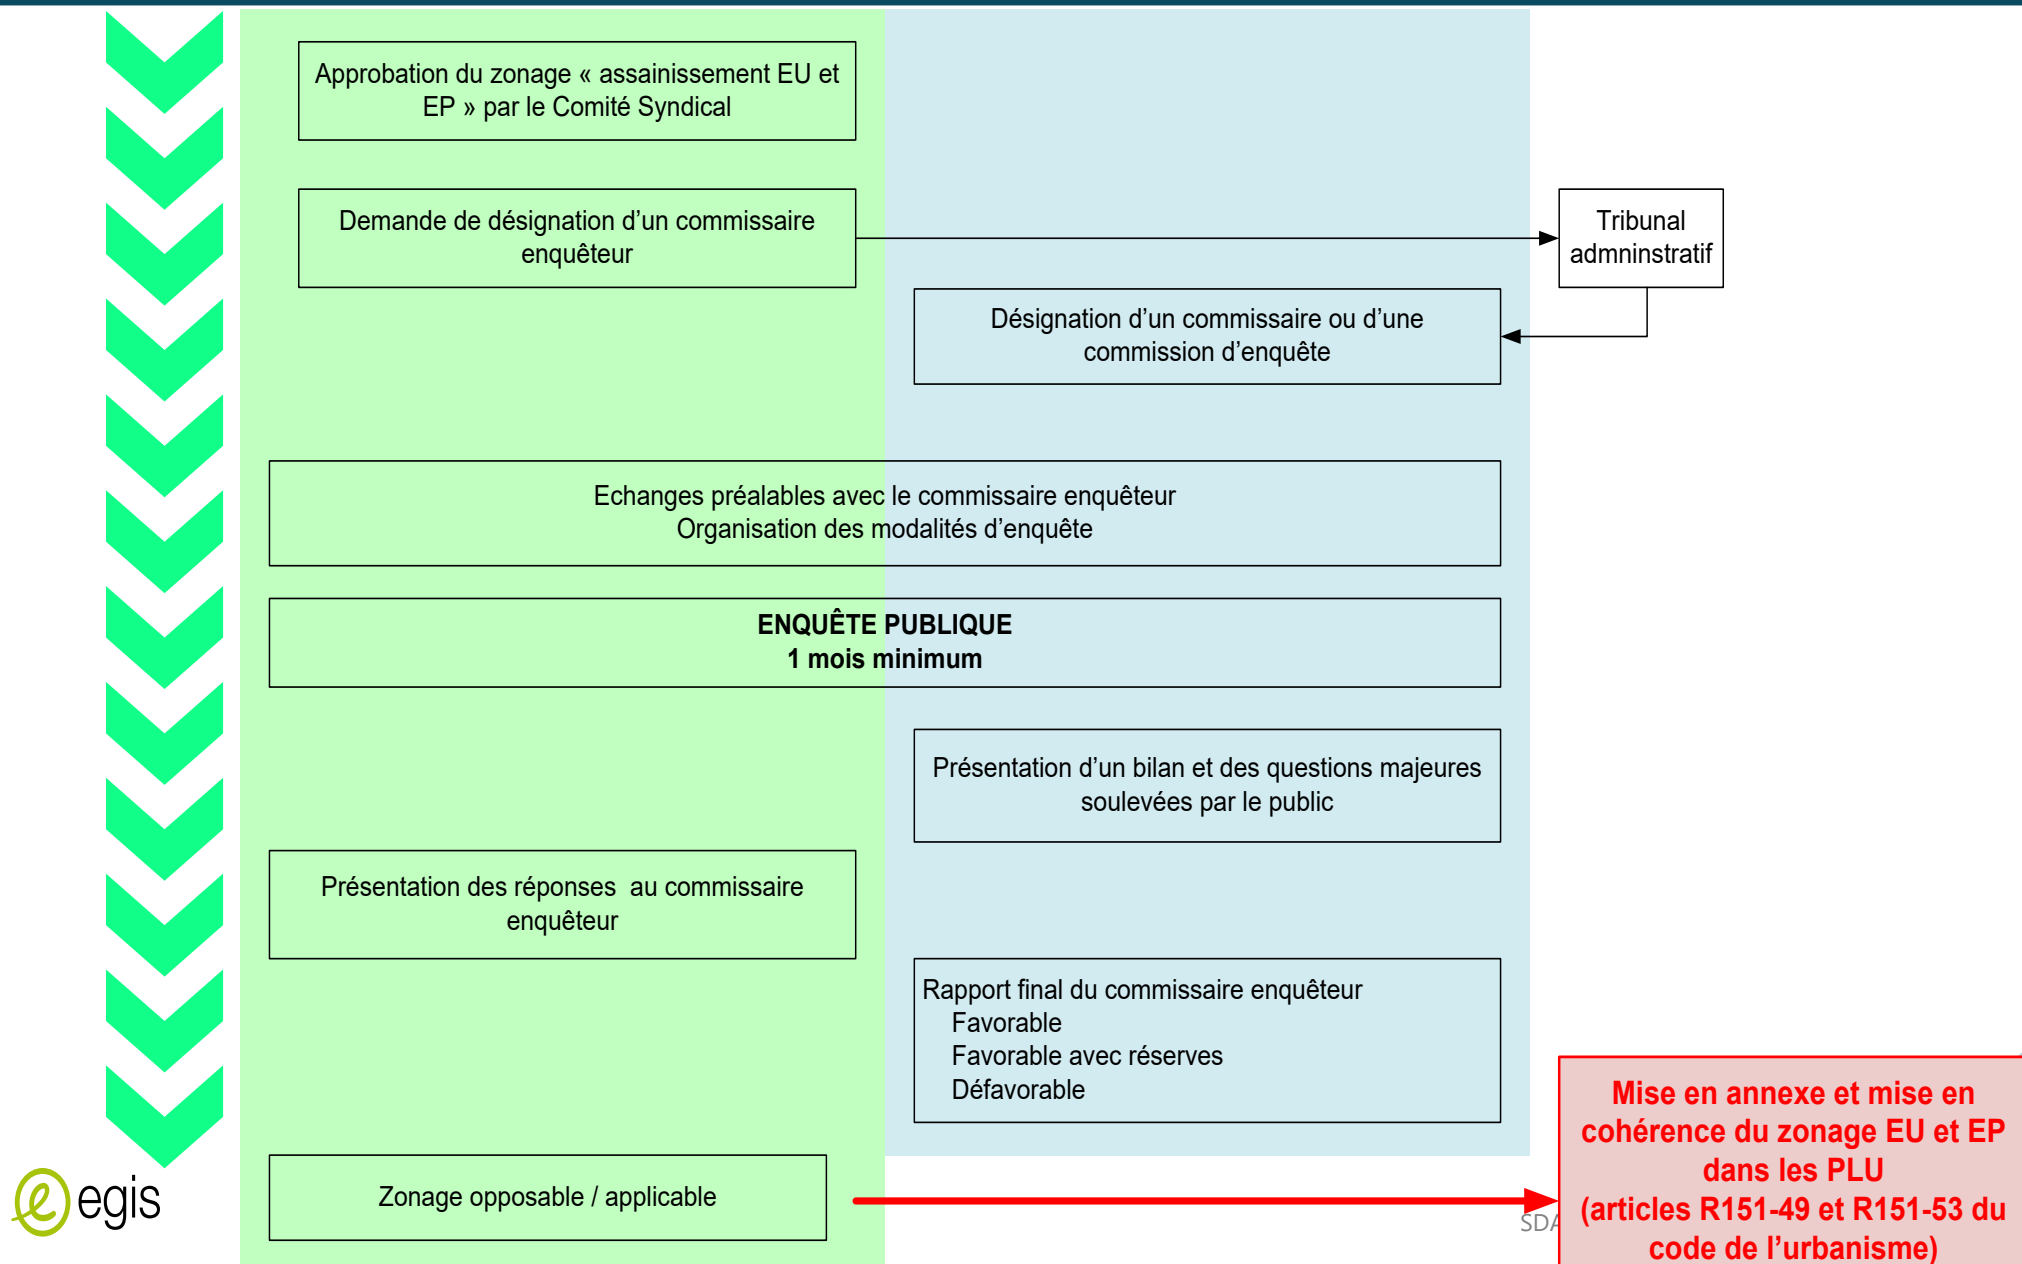 Approbation du zonage « assainissement EU et
EP » par le Comité Syndical
Demande de désignation d’un commissaire
enquêteur
Tribunal
admninstratif
Désignation d’un commissaire ou d’une
commission d’enquête
Echanges préalables avec le commissaire enquêteur
Organisation des modalités d’enquête
ENQUÊTE PUBLIQUE
1 mois minimum
Présentation d’un bilan et des questions majeures
soulevées par le public
Présentation des réponses au commissaire
enquêteur
Rapport final du commissaire enquêteur
Favorable
Favorable avec réserves
Défavorable
Zonage opposable / applicable
Mise en annexe et mise en
cohérence du zonage EU et EP
dans les PLU
(articles R151-49 et R151-53 du
code de l’urbanisme)
egis